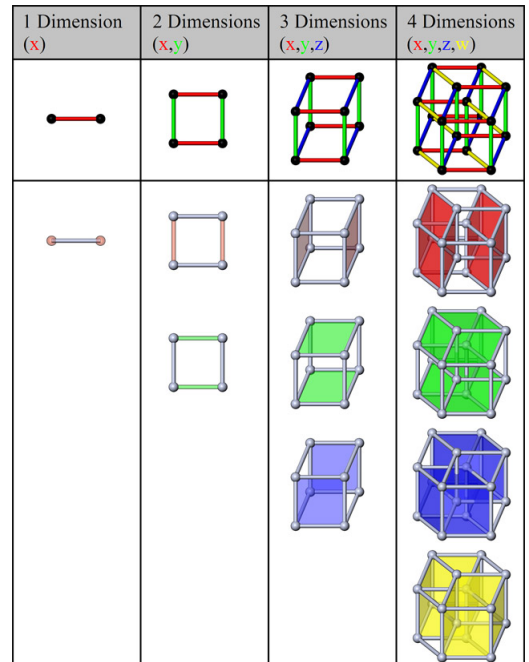 1 Dimension
(x)
2 Dimensions
(x,y)
3 Dimensions
(x,y,z)
4 Dimensions
(x,y,z,w)